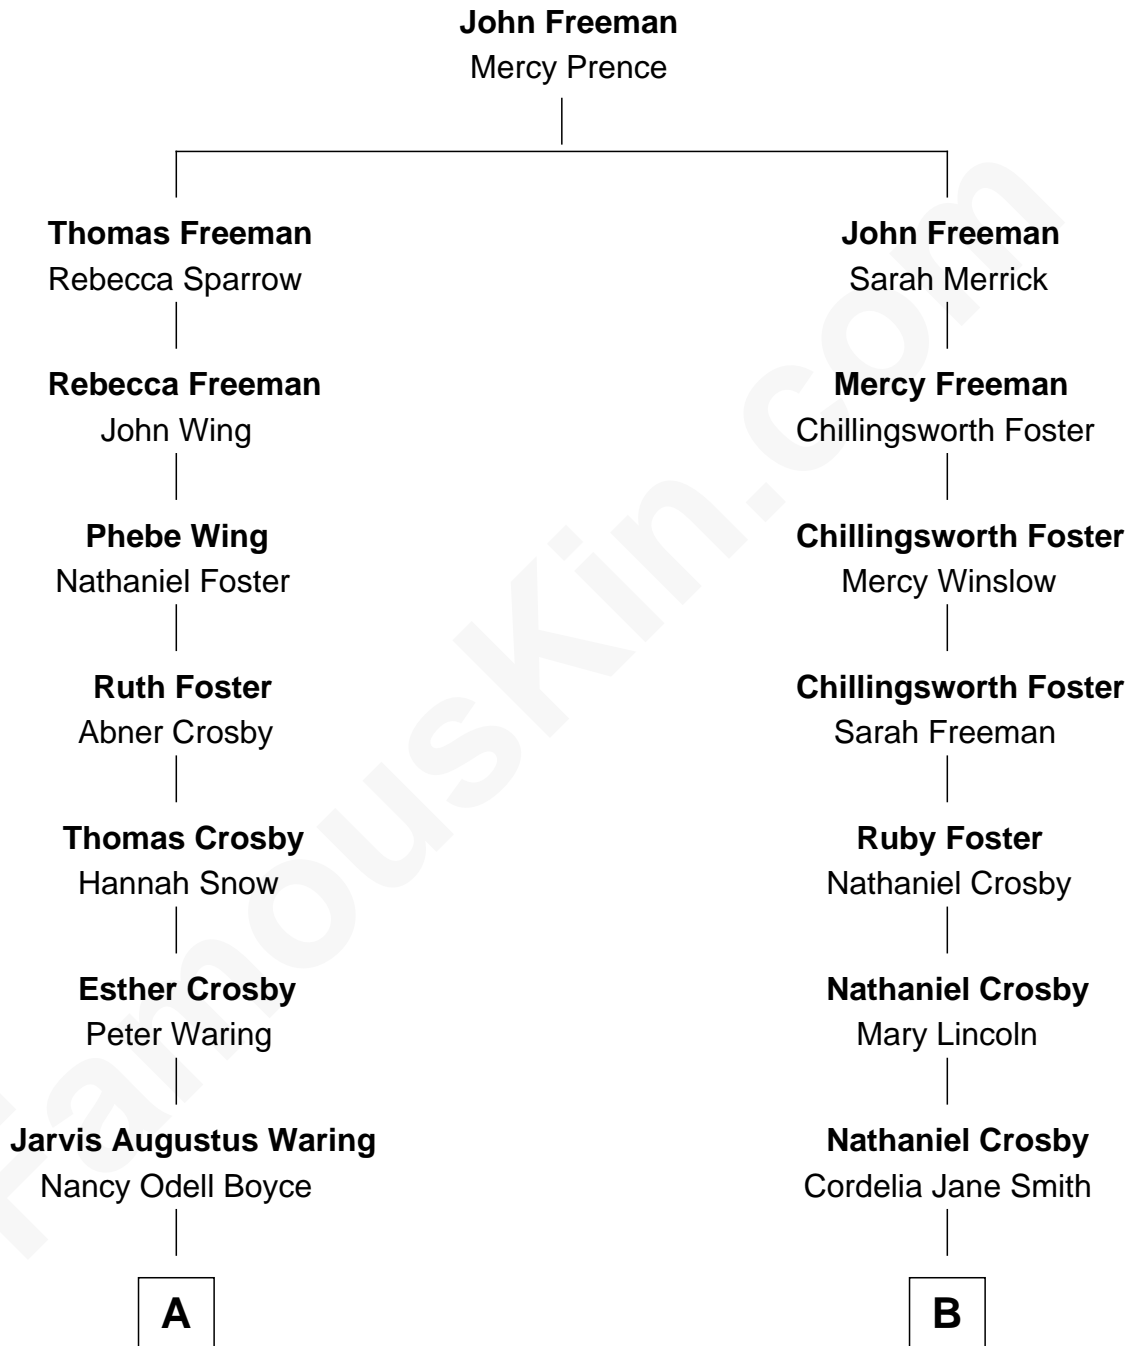 John Freeman
Mercy Prence
Thomas Freeman
Rebecca Sparrow
Rebecca Freeman
John Wing
Phebe Wing
Nathaniel Foster
Ruth Foster
Abner Crosby
Thomas Crosby
Hannah Snow
Esther Crosby
Peter Waring
Jarvis Augustus Waring
Nancy Odell Boyce
A
John Freeman
Sarah Merrick
Mercy Freeman
Chillingsworth Foster
Chillingsworth Foster
Mercy Winslow
Chillingsworth Foster
Sarah Freeman
Ruby Foster
Nathaniel Crosby
Nathaniel Crosby
Mary Lincoln
Nathaniel Crosby
Cordelia Jane Smith
B
FamousKin.com